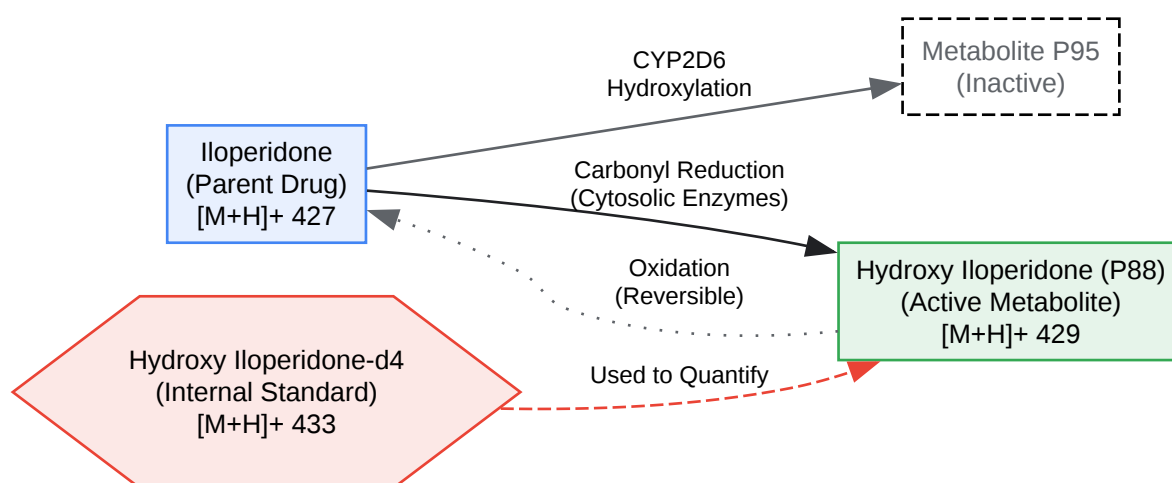 CYP2D6
Hydroxylation
Metabolite P95
(Inactive)
Iloperidone
(Parent Drug)
[M+H]+ 427
Carbonyl Reduction
(Cytosolic Enzymes)
Oxidation
(Reversible)
Hydroxy Iloperidone (P88)
(Active Metabolite)
[M+H]+ 429
Hydroxy Iloperidone-d4
(Internal Standard)
[M+H]+ 433
Used to Quantify